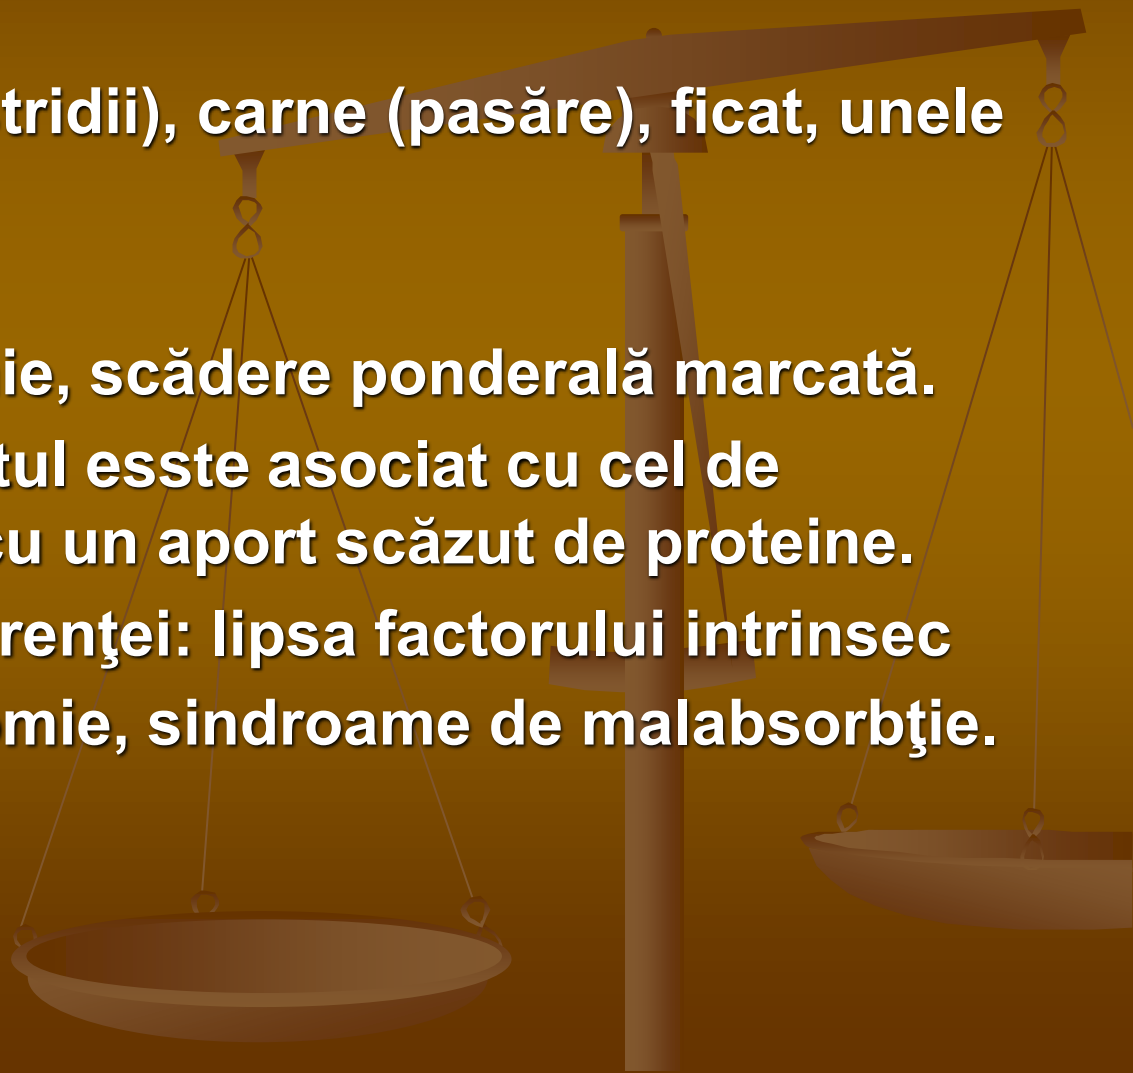 tridii), carne (pasăre), ficat, unele
ie, scădere ponderală marcată.
tul esste asociat cu cel de
cu un aport scăzut de proteine.
renţei: lipsa factorului intrinsec
omie, sindroame de malabsorbţie.